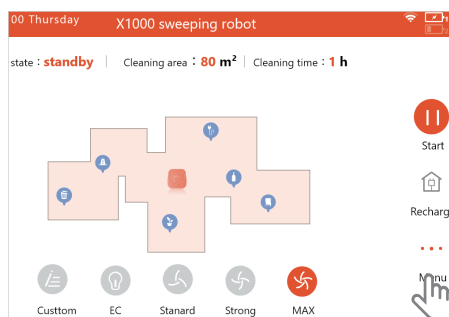 00 Thursday
X1000 sweeping robot
state : standby
Cleaning area : 80 m²
Cleaning time : 1 h
Start
Recharg
Custtom
EC
Stanard
Strong
MAX